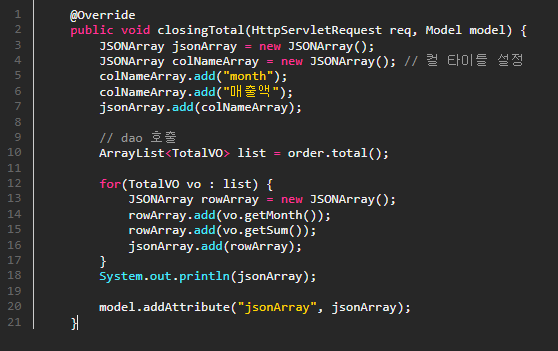 1 @Override
2 public void closingTotal(HttpServletRequest req, Model model) {
3 JSONArray jsonArray = new JSONArray();
4 JSONArray colNameArray = new JSONArray(); // 컬 타이틀 설정
5 colNameArray.add("month");
6 colNameArray.add("매출액");
7 jsonArray.add(colNameArray);
8
9 // dao 호출
10 ArrayList<TotalVO> list = order.total();
11
12 for(TotalVO vo : list) {
13 JSONArray rowArray = new JSONArray();
14 rowArray.add(vo.getMonth());
15 rowArray.add(vo.getSum());
16 jsonArray.add(rowArray);
17 }
18 System.out.println(jsonArray);
19
20 model.addAttribute("jsonArray", jsonArray);
21 }